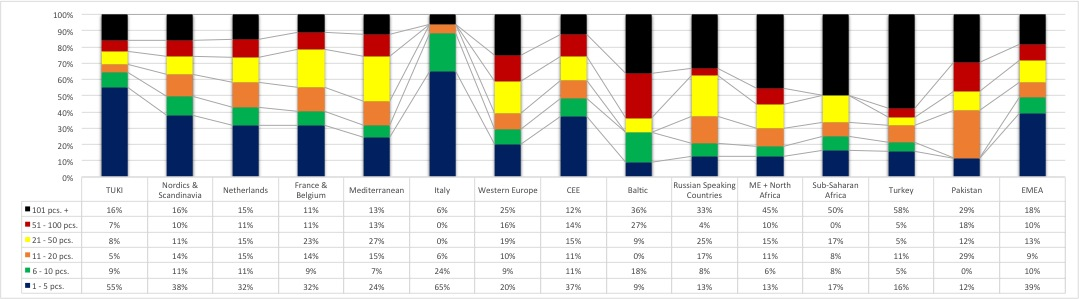 100%
90%
80%
70%
60%
50%
40%
30%
20%
10%
0%
TUKI Nordics & Scandinavia Netherlands France & Belgium Mediterranean Italy Western Europe CEE Baltic Russian Speaking Countries ME + North Africa Sub-Saharan Africa Turkey Pakistan EMEA
101 pcs. + 16% 16% 15% 11% 13% 6% 25% 12% 36% 33% 45% 50% 58% 29% 18%
51 - 100 pcs. 7% 10% 11% 11% 13% 0% 16% 14% 27% 4% 10% 0% 5% 18% 10%
21 - 50 pcs. 8% 11% 15% 23% 27% 0% 19% 15% 9% 25% 15% 17% 5% 12% 13%
11 - 20 pcs. 5% 14% 15% 14% 15% 6% 10% 11% 0% 17% 11% 8% 11% 29% 9%
6 - 10 pcs. 9% 11% 11% 9% 7% 24% 9% 11% 18% 8% 6% 8% 5% 0% 10%
1 - 5 pcs. 55% 38% 32% 32% 24% 65% 20% 37% 9% 13% 13% 17% 16% 12% 39%